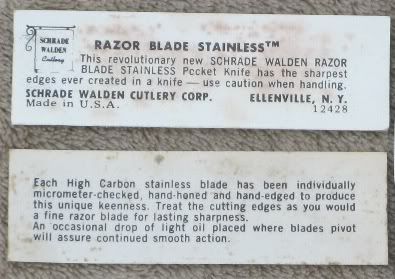 SCHRADE
WALDEN
Cutlery
RAZOR BLADE STAINLESS™
This revolutionary new SCHRADE WALDEN RAZOR
BLADE STAINLESS Pocket Knife has the sharpest
edges ever created in a knife — use caution when handling.
SCHRADE WALDEN CUTLERY CORP. ELLENVILLE, N. Y.
Made in U.S.A. 12428
Each High Carbon stainless blade has been individually
micrometer-checked, hand-honed and hand-edged to produce
this unique keenness. Treat the cutting edges as you would
a fine razor blade for lasting sharpness.
An occasional drop of light oil placed where blades pivot
will assure continued smooth action.